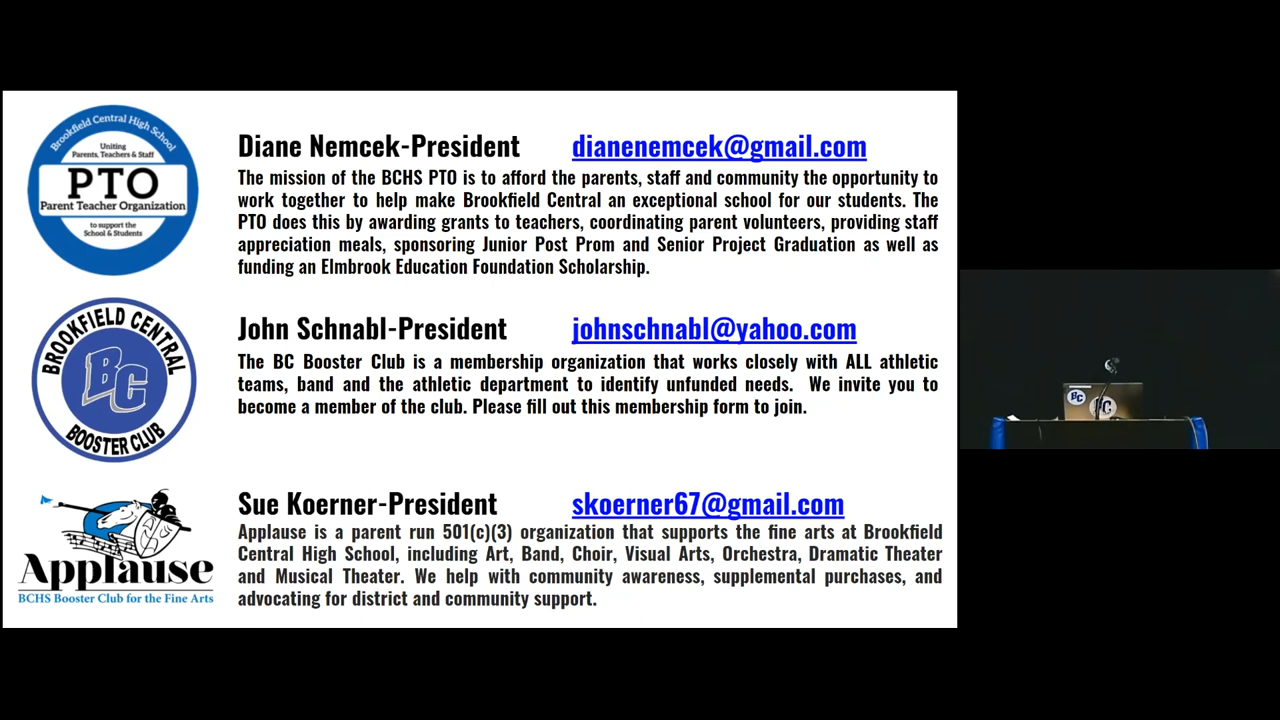 Brookfield Central High School
Uniting
Parents, Teachers & Staff
PTO
Parent Teacher Organization
to support the
School & Students
Diane Nemcek-President dianenemcek@gmail.com
The mission of the BCHS PTO is to afford the parents, staff and community the opportunity to
work together to help make Brookfield Central an exceptional school for our students. The
PTO does this by awarding grants to teachers, coordinating parent volunteers, providing staff
appreciation meals, sponsoring Junior Post Prom and Senior Project Graduation as well as
funding an Elmbrook Education Foundation Scholarship.
BROOKFIELD CENTRAL
BC
BOOSTER CLUB
John Schnabl-President johnschnabl@yahoo.com
The BC Booster Club is a membership organization that works closely with ALL athletic
teams, band and the athletic department to identify unfunded needs. We invite you to
become a member of the club. Please fill out this membership form to join.
Applause
BCHS Booster Club for the Fine Arts
Sue Koerner-President skoerner67@gmail.com
Applause is a parent run 501(c)(3) organization that supports the fine arts at Brookfield
Central High School, including Art, Band, Choir, Visual Arts, Orchestra, Dramatic Theater
and Musical Theater. We help with community awareness, supplemental purchases, and
advocating for district and community support.
BC
BC